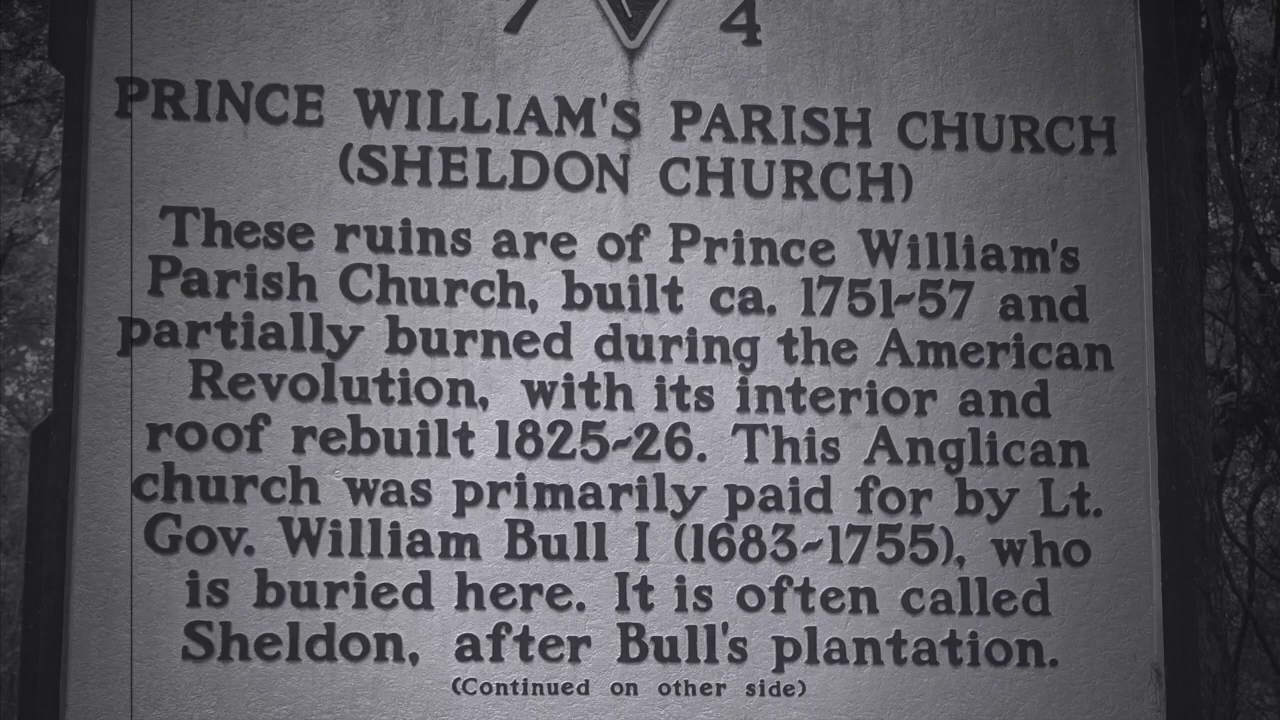 7 4
PRINCE WILLIAM'S PARISH CHURCH
(SHELDON CHURCH)
These ruins are of Prince William's
Parish Church, built ca. 1751-57 and
partially burned during the American
Revolution, with its interior and
roof rebuilt 1825-26. This Anglican
church was primarily paid for by Lt.
Gov. William Bull I (1683-1755), who
is buried here. It is often called
Sheldon, after Bull's plantation.
(Continued on other side)